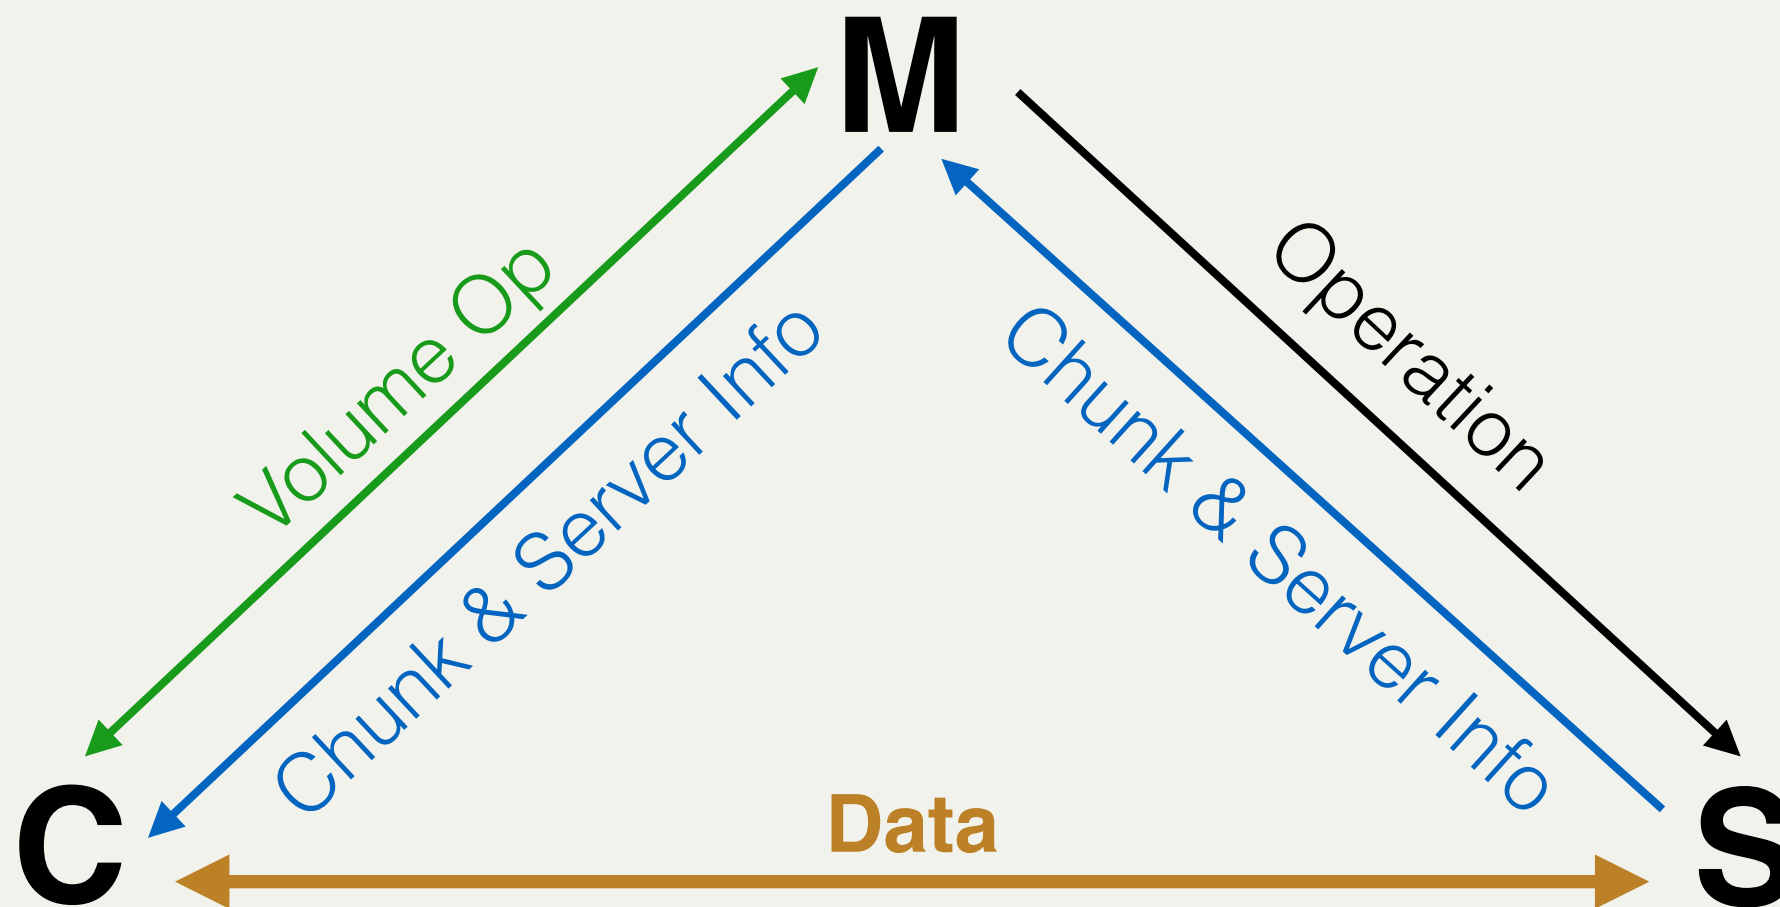 M
Volume Op
Chunk & Server Info
Chunk & Server Info
Operation
Data
C
S